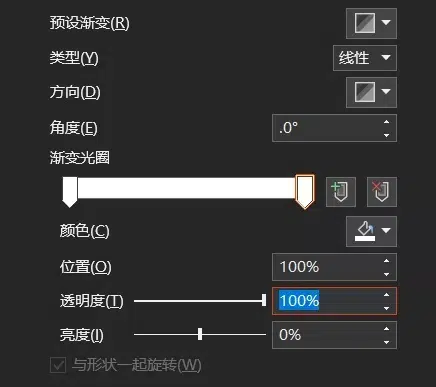 预设渐变(R)
类型(Y) 线性
方向(D)
角度(E) .0°
渐变光圈
颜色(C)
位置(O) 100%
透明度(T) 100%
亮度(I) 0%
与形状一起旋转(W)